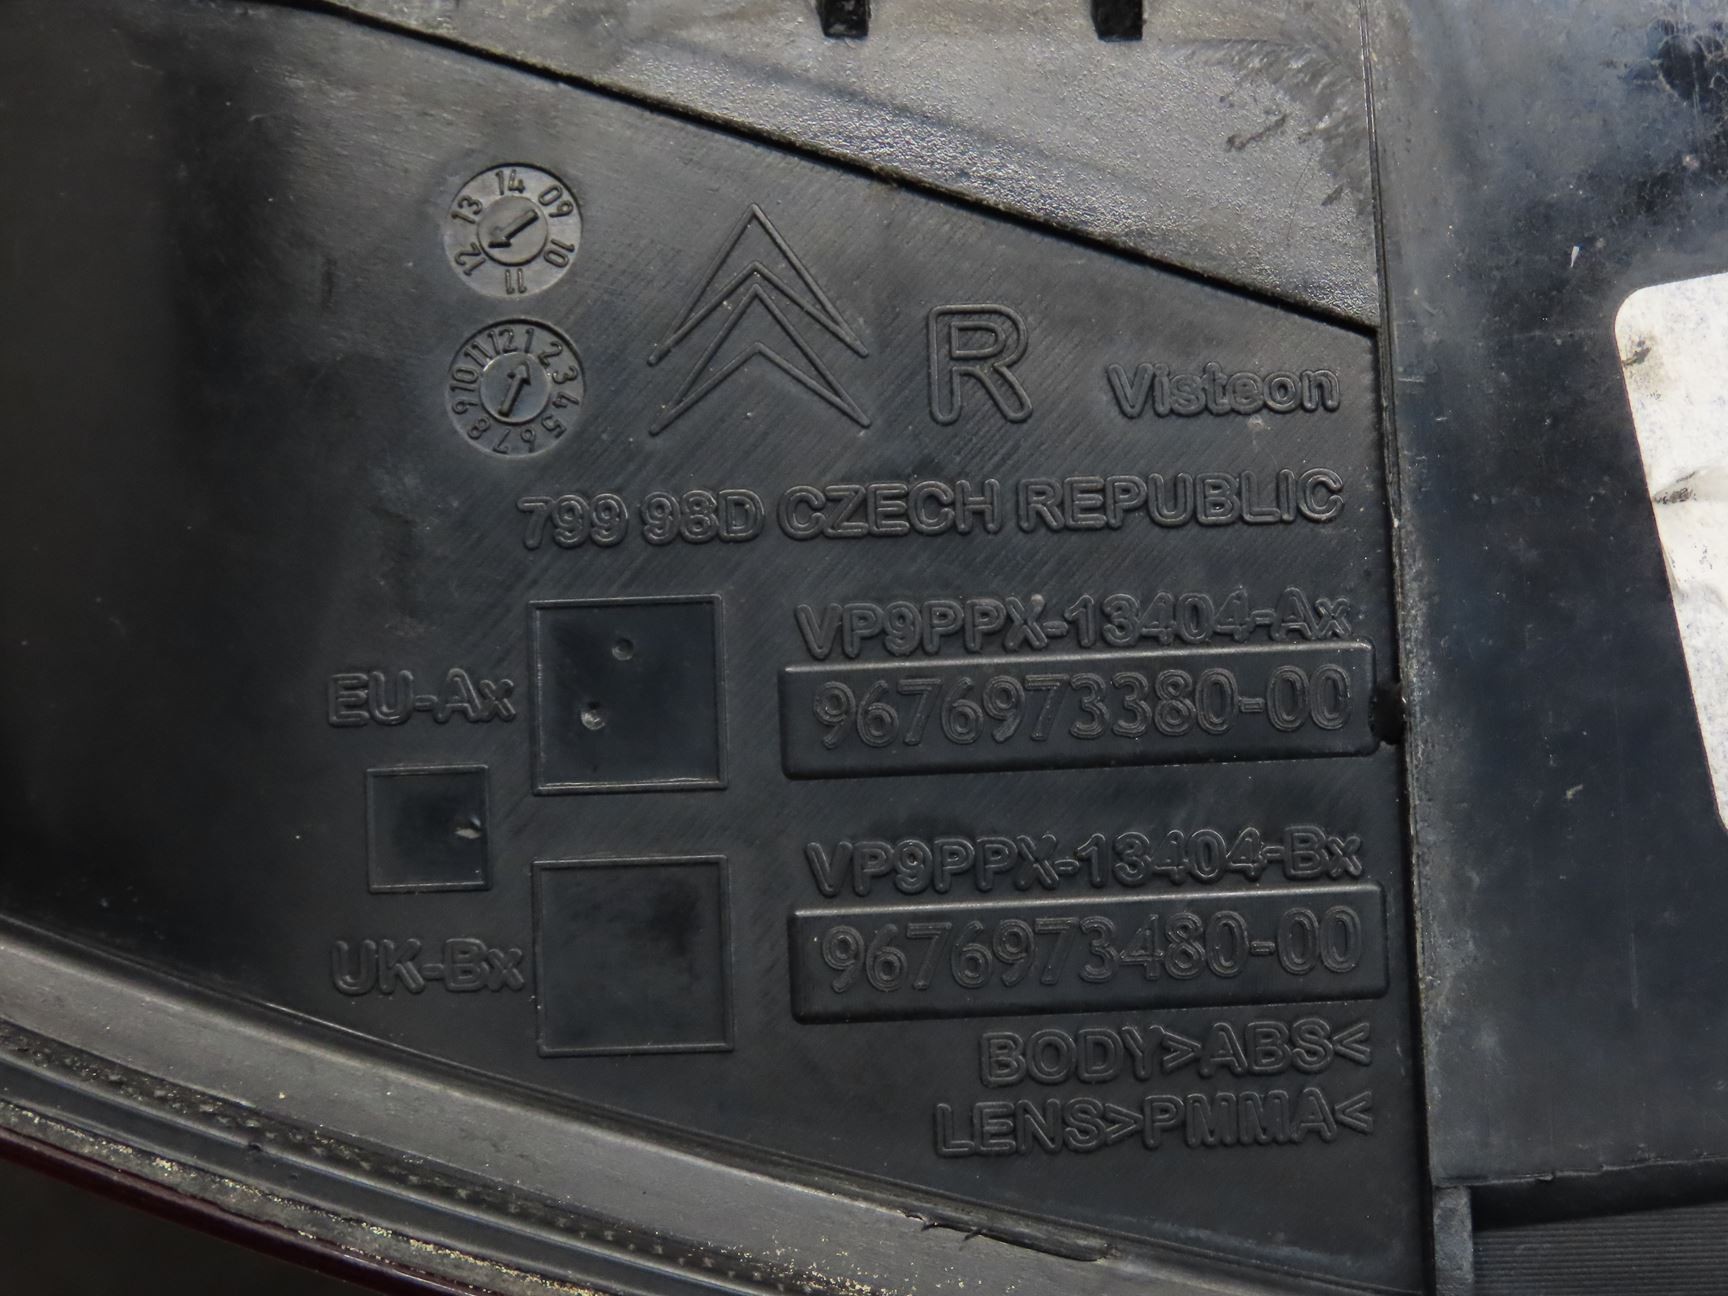 09 10 11 12 13 14
1 2 3 4 5 6 7 8 9 10 11 12
R
Visteon
799 98D CZECH REPUBLIC
VP9PPX-13404-Ax
EU-Ax
9676973380-00
VP9PPX-13404-Bx
UK-Bx
9676973480-00
BODY>ABS<
LENS>PMMA<